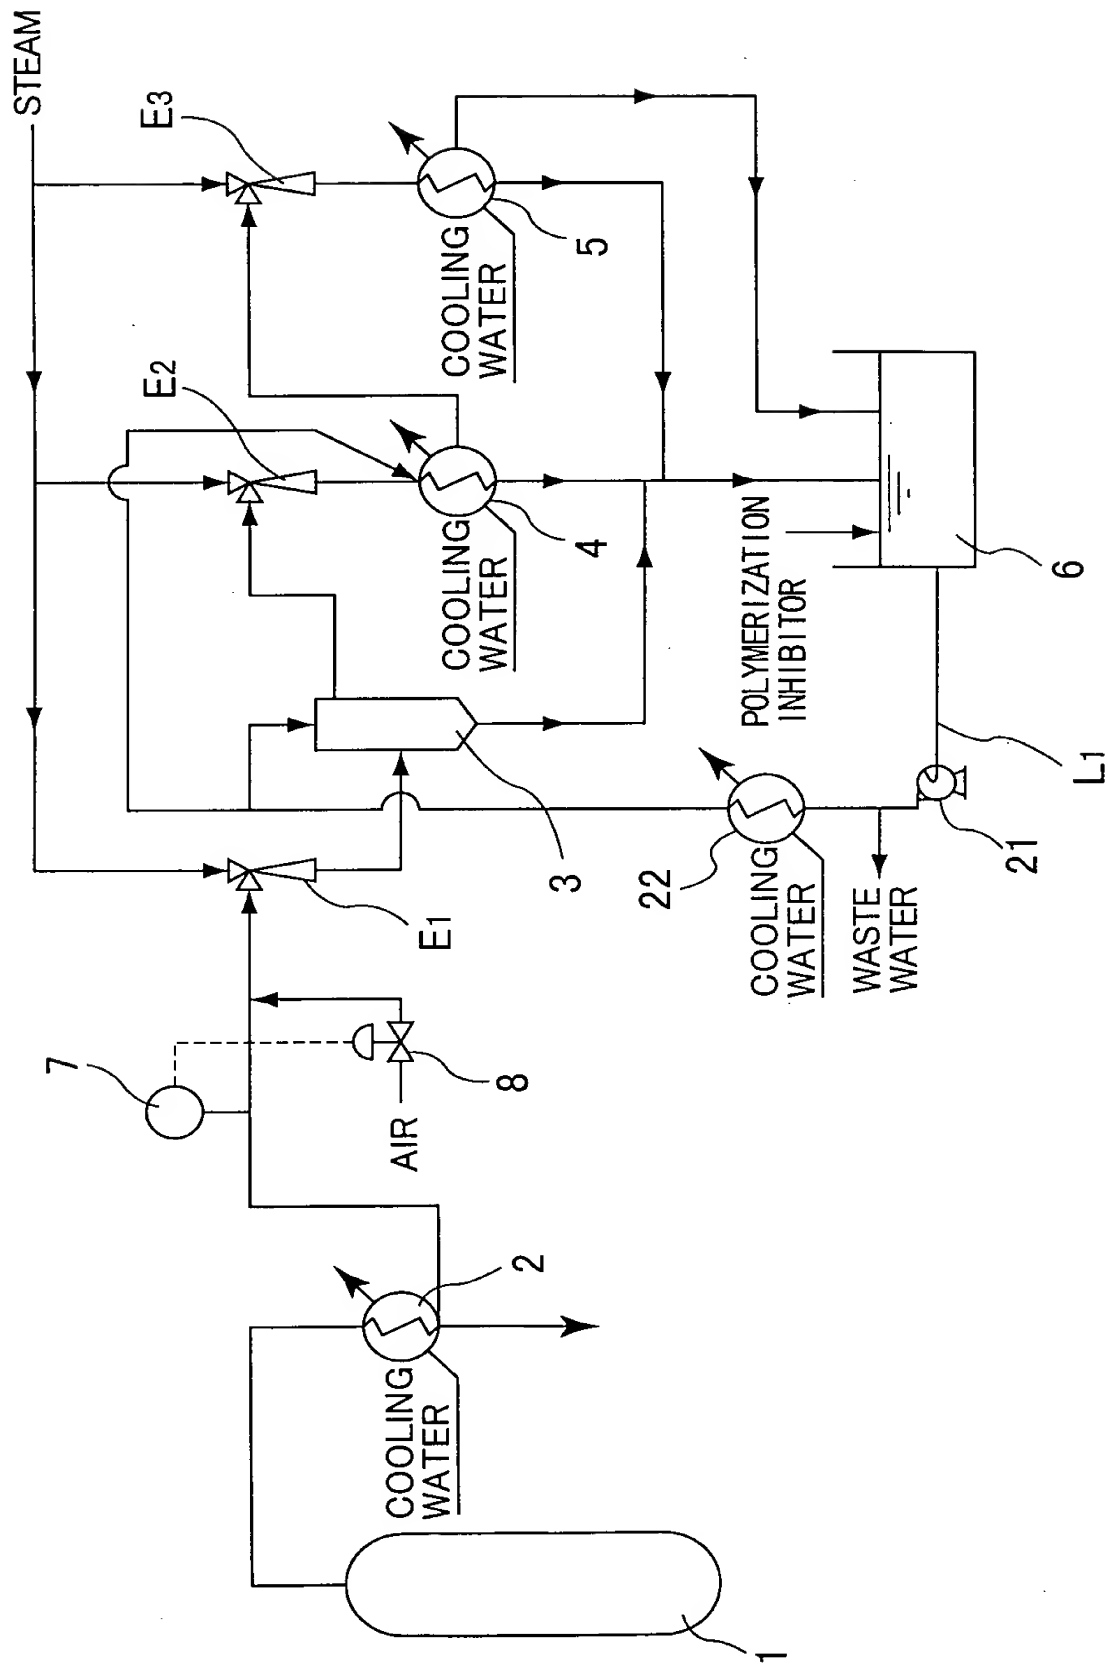 STEAM
E3
E2
COOLING
WATER
5
COOLING
WATER
4
POLYMERIZATION
INHIBITOR
6
L1
21
3
22
COOLING
WATER
WASTE
WATER
E1
7
8
AIR
2
COOLING
WATER
1